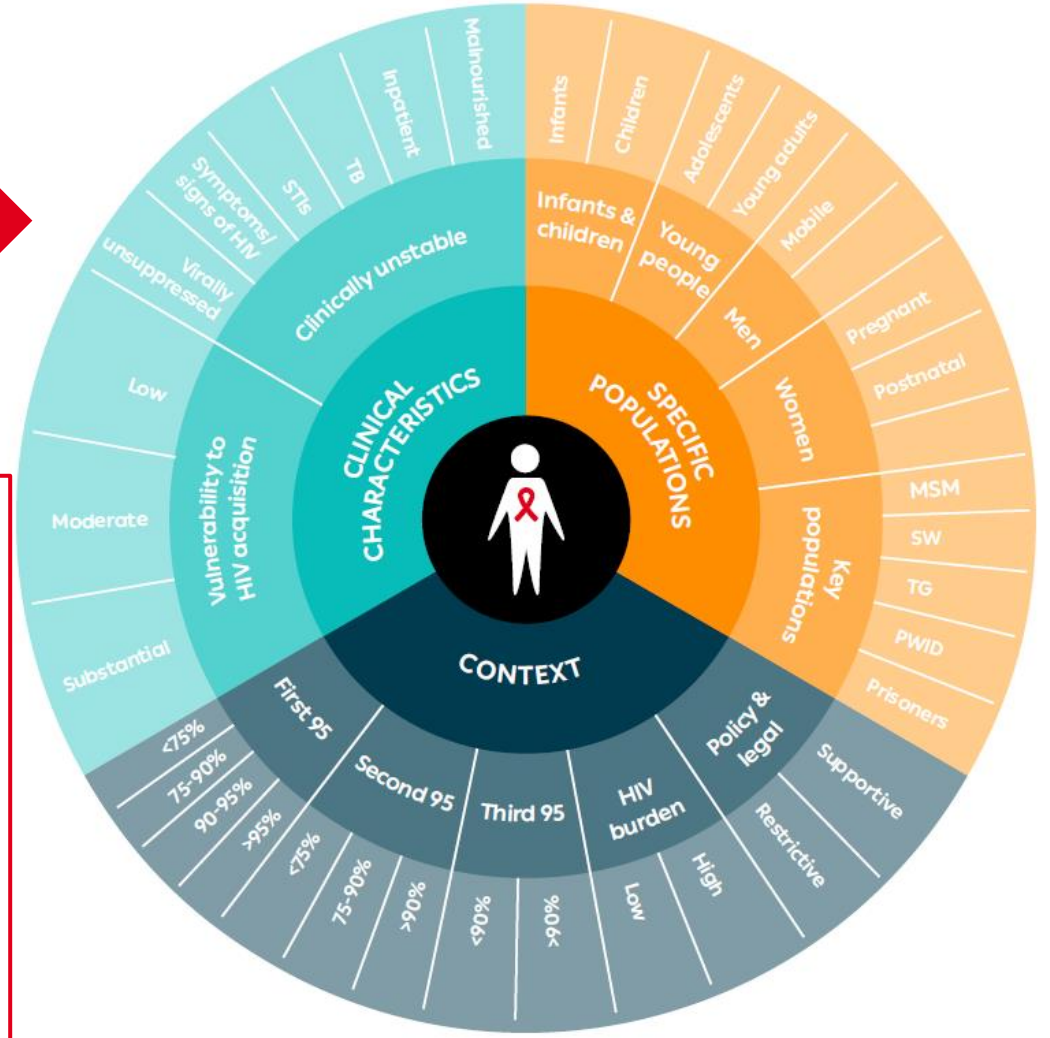 CLINICAL
CHARACTERISTICS
Clinically unstable
Malnourished
Inpatient
TB
STIs
Symptoms/
signs of HIV
Virally
unsuppressed
Vulnerability to
HIV acquisition
Low
Moderate
Substantial
SPECIFIC
POPULATIONS
Infants &
children
Infants
Children
Young
people
Adolescents
Young adults
Men
Mobile
Women
Pregnant
Postnatal
Key
populations
MSM
SW
TG
PWID
Prisoners
CONTEXT
First 95
<75%
75-90%
90-95%
>95%
Second 95
<75%
75-90%
>90%
Third 95
<90%
>90%
HIV
burden
Low
High
Policy &
legal
Restrictive
Supportive